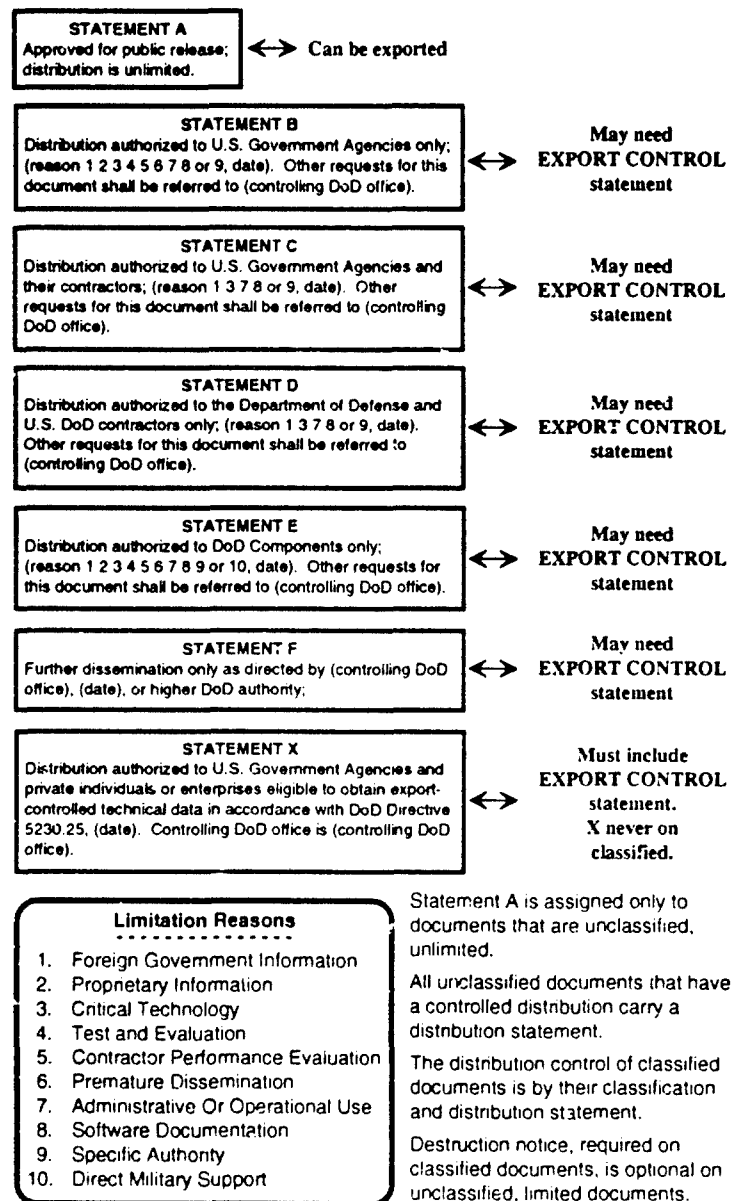 STATEMENT A
Approved for public release;
distribution is unlimited.
Can be exported
STATEMENT B
Distribution authorized to U.S. Government Agencies only;
(reason 1 2 3 4 5 6 7 8 or 9, date). Other requests for this
document shall be referred to (controlling DoD office).
May need
EXPORT CONTROL
statement
STATEMENT C
Distribution authorized to U.S. Government Agencies and
their contractors; (reason 1 3 7 8 or 9, date). Other
requests for this document shall be referred to (controlling
DoD office).
May need
EXPORT CONTROL
statement
STATEMENT D
Distribution authorized to the Department of Defense and
U.S. DoD contractors only; (reason 1 3 7 8 or 9, date).
Other requests for this document shall be referred to
(controlling DoD office).
May need
EXPORT CONTROL
statement
STATEMENT E
Distribution authorized to DoD Components only;
(reason 1 2 3 4 5 6 7 8 9 or 10, date). Other requests for
this document shall be referred to (controlling DoD office).
May need
EXPORT CONTROL
statement
STATEMENT F
Further dissemination only as directed by (controlling DoD
office), (date), or higher DoD authority;
May need
EXPORT CONTROL
statement
STATEMENT X
Distribution authorized to U.S. Government Agencies and
private individuals or enterprises eligible to obtain export-
controlled technical data in accordance with DoD Directive
5230.25, (date). Controlling DoD office is (controlling DoD
office).
Must include
EXPORT CONTROL
statement.
X never on
classified.
Limitation Reasons
1. Foreign Government Information
2. Proprietary Information
3. Critical Technology
4. Test and Evaluation
5. Contractor Performance Evaluation
6. Premature Dissemination
7. Administrative Or Operational Use
8. Software Documentation
9. Specific Authority
10. Direct Military Support
Statement A is assigned only to
documents that are unclassified,
unlimited.
All unclassified documents that have
a controlled distribution carry a
distribution statement.
The distribution control of classified
documents is by their classification
and distribution statement.
Destruction notice, required on
classified documents, is optional on
unclassified, limited documents.